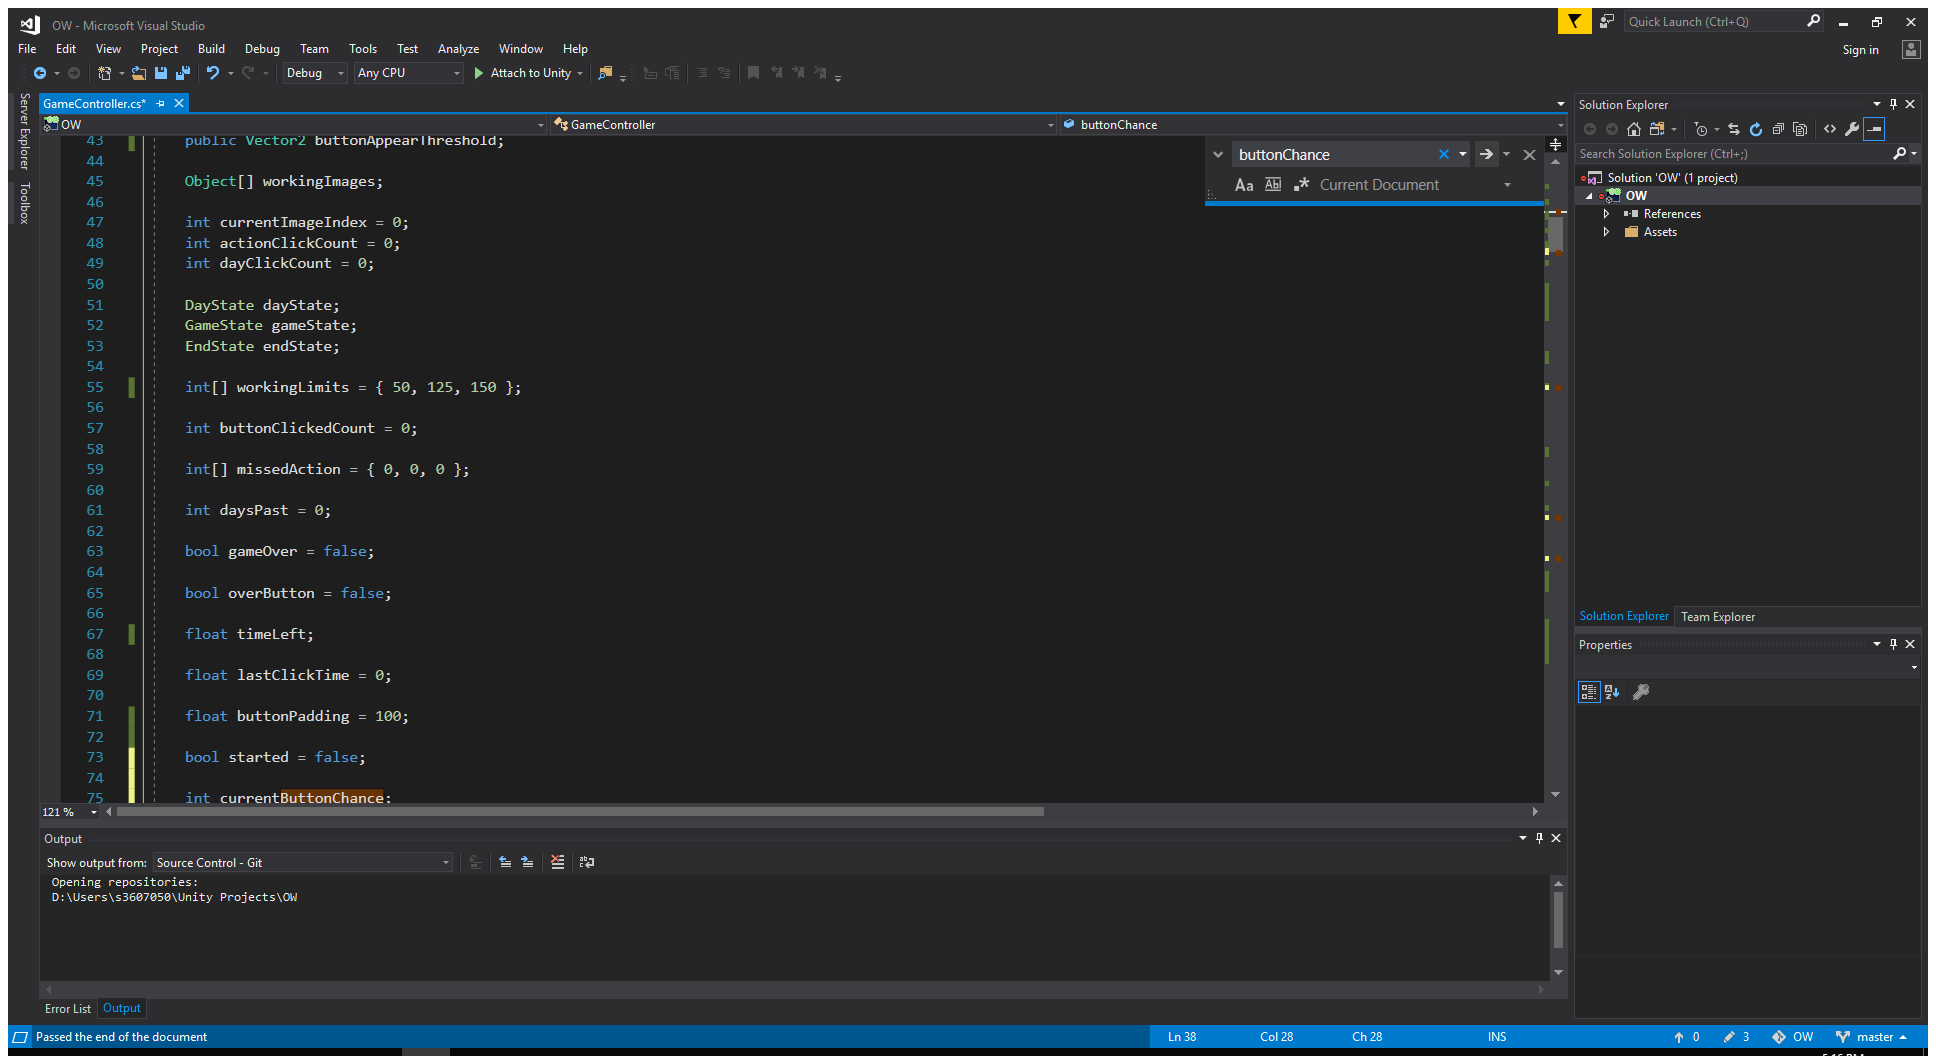 OW - Microsoft Visual Studio
Quick Launch (Ctrl+Q)
File Edit View Project Build Debug Team Tools Test Analyze Window Help
Sign in
Debug Any CPU Attach to Unity
Server Explorer
Toolbox
GameController.cs*
OW GameController buttonChance
43 public Vector2 buttonAppearThreshold;
44
45 Object[] workingImages;
46
47 int currentImageIndex = 0;
48 int actionClickCount = 0;
49 int dayClickCount = 0;
50
51 DayState dayState;
52 GameState gameState;
53 EndState endState;
54
55 int[] workingLimits = { 50, 125, 150 };
56
57 int buttonClickedCount = 0;
58
59 int[] missedAction = { 0, 0, 0 };
60
61 int daysPast = 0;
62
63 bool gameOver = false;
64
65 bool overButton = false;
66
67 float timeLeft;
68
69 float lastClickTime = 0;
70
71 float buttonPadding = 100;
72
73 bool started = false;
74
75 int currentButtonChance;
buttonChance
Aa Ab .* Current Document
121 %
Output
Show output from: Source Control - Git
Opening repositories:
D:\Users\s3607050\Unity Projects\OW
Error List Output
Solution Explorer
Search Solution Explorer (Ctrl+;)
Solution 'OW' (1 project)
OW
References
Assets
Solution Explorer Team Explorer
Properties
Passed the end of the document
Ln 38 Col 28 Ch 28 INS 0 3 OW master